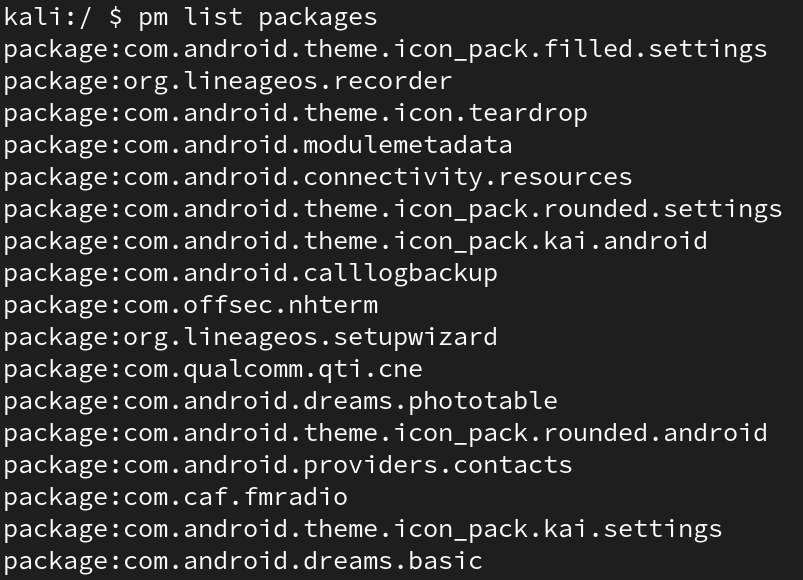 kali:/ $ pm list packages
package:com.android.theme.icon_pack.filled.settings
package:org.lineageos.recorder
package:com.android.theme.icon.teardrop
package:com.android.modulemetadata
package:com.android.connectivity.resources
package:com.android.theme.icon_pack.rounded.settings
package:com.android.theme.icon_pack.kai.android
package:com.android.calllogbackup
package:com.offsec.nhterm
package:org.lineageos.setupwizard
package:com.qualcomm.qti.cne
package:com.android.dreams.phototable
package:com.android.theme.icon_pack.rounded.android
package:com.android.providers.contacts
package:com.caf.fmradio
package:com.android.theme.icon_pack.kai.settings
package:com.android.dreams.basic